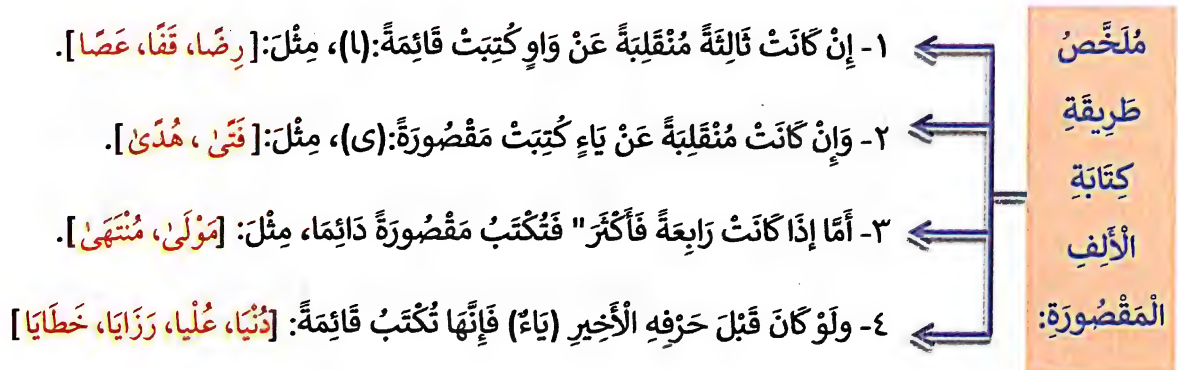 مُلَخَّصُ
طَرِيقَةِ
كِتَابَةِ
الْأَلِفِ
الْمَقْصُورَةِ:
١- إِنْ كَانَتْ ثَالِثَةً مُنْقَلِبَةً عَنْ وَاوٍ كُتِبَتْ قَائِمَةً:(ا)، مِثْلَ:[رِضًا، قَفًا، عَصًا].
٢- وَإِنْ كَانَتْ مُنْقَلِبَةً عَنْ يَاءٍ كُتِبَتْ مَقْصُورَةً:(ى)، مِثْلَ:[فَتًىٰ، هُدًىٰ].
٣- أَمَّا إِذَا كَانَتْ رَابِعَةً فَأَكْثَرَ" فَتُكْتَبُ مَقْصُورَةً دَائِمَا، مِثْلَ: [مَوْلَىٰ، مُنْتَهَىٰ].
٤- ولَوْ كَانَ قَبْلَ حَرْفِهِ الْأَخِيرِ (يَاءٌ) فَإِنَّهَا تُكْتَبُ قَائِمَةً: [دُنْيَا، عُلْيا، رَزَايَا، خَطَايَا]